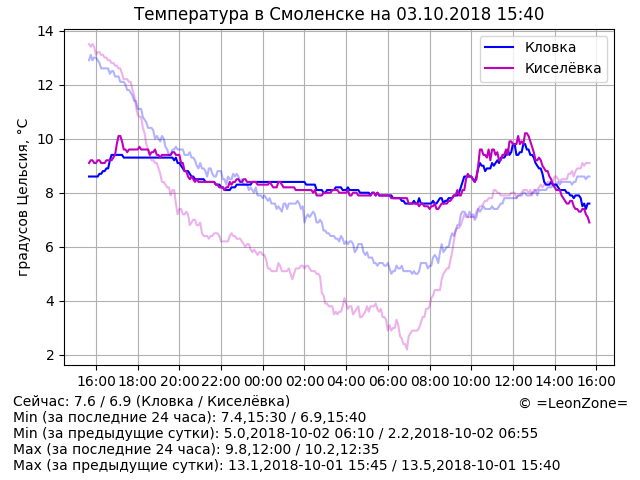 Температура в Смоленске на 03.10.2018 15:40
14
12
10
8
6
4
2
градусов Цельсия, °C
Кловка
Киселёвка
16:00 18:00 20:00 22:00 00:00 02:00 04:00 06:00 08:00 10:00 12:00 14:00 16:00
Сейчас: 7.6 / 6.9 (Кловка / Киселёвка)
© =LeonZone=
Min (за последние 24 часа): 7.4,15:30 / 6.9,15:40
Min (за предыдущие сутки): 5.0,2018-10-02 06:10 / 2.2,2018-10-02 06:55
Max (за последние 24 часа): 9.8,12:00 / 10.2,12:35
Max (за предыдущие сутки): 13.1,2018-10-01 15:45 / 13.5,2018-10-01 15:40